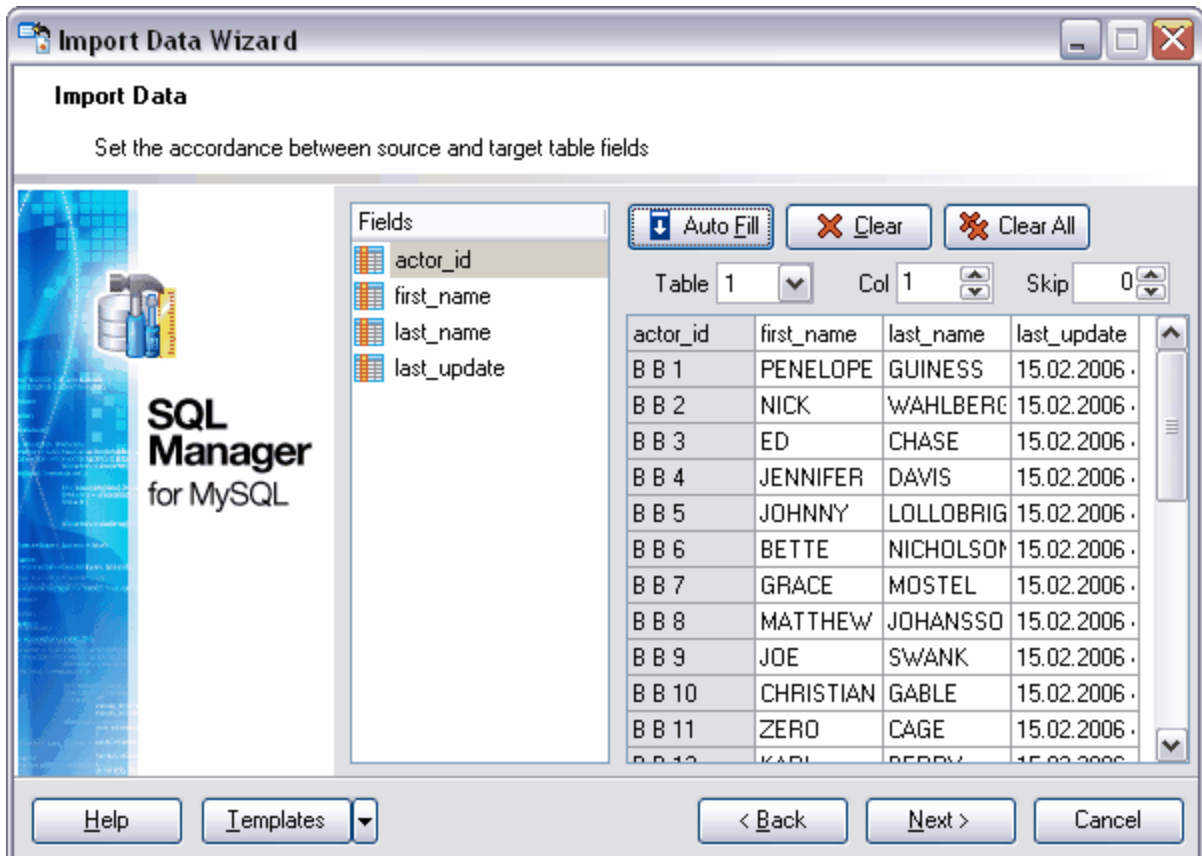 Import Data Wizard
Import Data
Set the accordance between source and target table fields
SQL
Manager
for MySQL
Fields
actor_id
first_name
last_name
last_update
Auto Fill
Clear
Clear All
Table 1
Col 1
Skip 0
actor_id first_name last_name last_update
B B 1 PENELOPE GUINESS 15.02.2006
B B 2 NICK WAHLBERG 15.02.2006
B B 3 ED CHASE 15.02.2006
B B 4 JENNIFER DAVIS 15.02.2006
B B 5 JOHNNY LOLLOBRIG 15.02.2006
B B 6 BETTE NICHOLSON 15.02.2006
B B 7 GRACE MOSTEL 15.02.2006
B B 8 MATTHEW JOHANSSO 15.02.2006
B B 9 JOE SWANK 15.02.2006
B B 10 CHRISTIAN GABLE 15.02.2006
B B 11 ZERO CAGE 15.02.2006
Help
Templates
< Back
Next >
Cancel